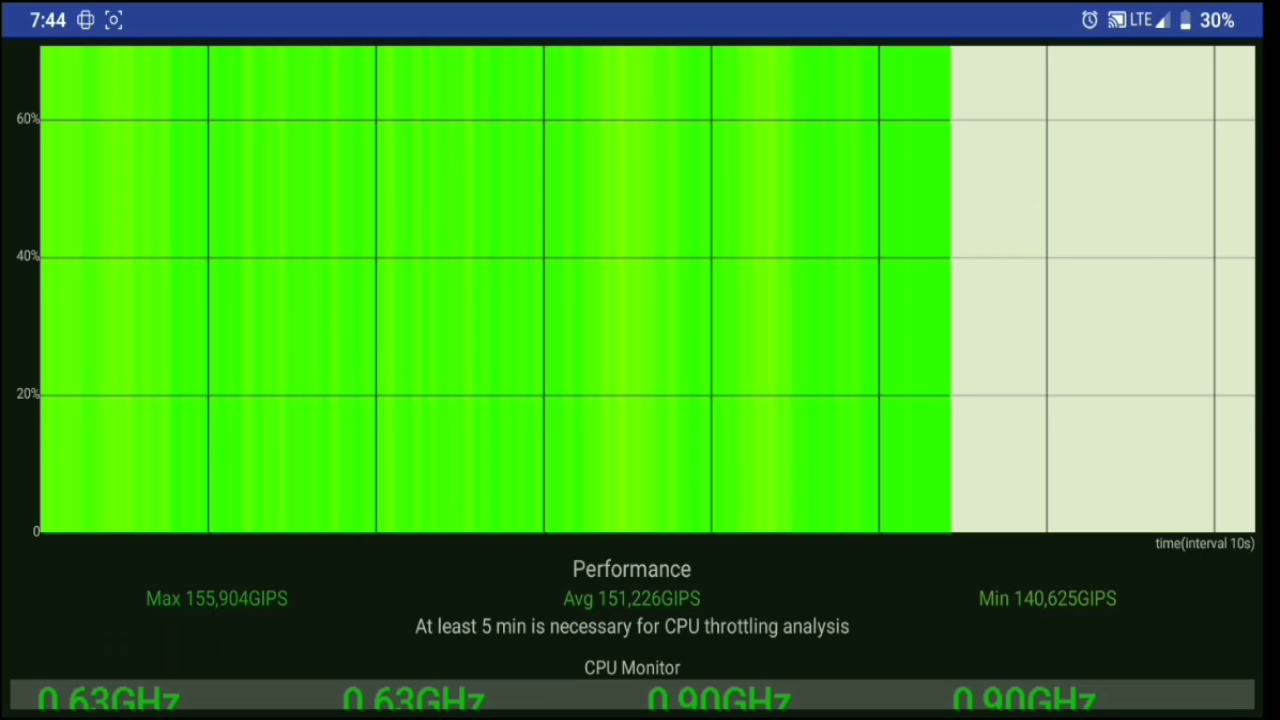 7:44 LTE 30%
60%
40%
20%
0
time(interval 10s)
Performance
Max 155,904GIPS Avg 151,226GIPS Min 140,625GIPS
At least 5 min is necessary for CPU throttling analysis
CPU Monitor
0.63GHz 0.63GHz 0.90GHz 0.90GHz